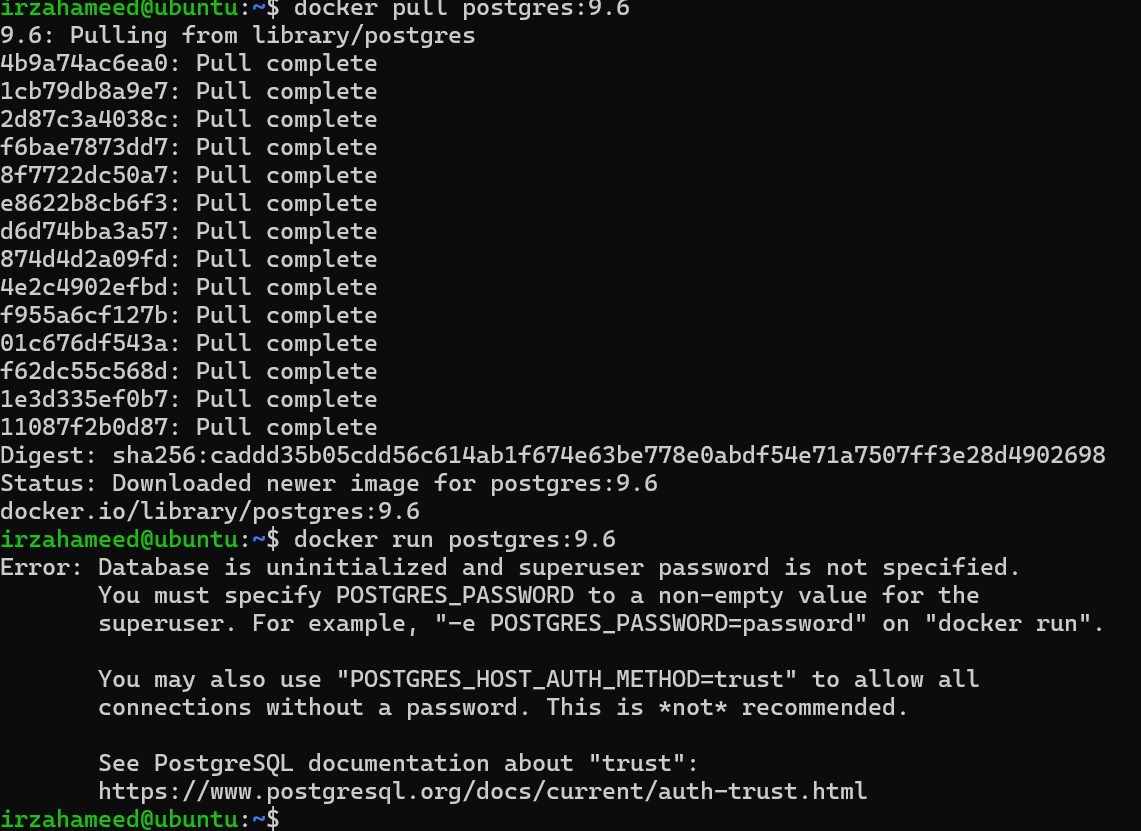 irzahameed@ubuntu:~$ docker pull postgres:9.6
9.6: Pulling from library/postgres
4b9a74ac6ea0: Pull complete
1cb79db8a9e7: Pull complete
2d87c3a4038c: Pull complete
f6bae7873dd7: Pull complete
8f7722dc50a7: Pull complete
e8622b8cb6f3: Pull complete
d6d74bba3a57: Pull complete
874d4d2a09fd: Pull complete
4e2c4902efbd: Pull complete
f955a6cf127b: Pull complete
01c676df543a: Pull complete
f62dc55c568d: Pull complete
1e3d335ef0b7: Pull complete
11087f2b0d87: Pull complete
Digest: sha256:caddd35b05cdd56c614ab1f674e63be778e0abdf54e71a7507ff3e28d4902698
Status: Downloaded newer image for postgres:9.6
docker.io/library/postgres:9.6
irzahameed@ubuntu:~$ docker run postgres:9.6
Error: Database is uninitialized and superuser password is not specified.
You must specify POSTGRES_PASSWORD to a non-empty value for the
superuser. For example, "-e POSTGRES_PASSWORD=password" on "docker run".
You may also use "POSTGRES_HOST_AUTH_METHOD=trust" to allow all
connections without a password. This is *not* recommended.
See PostgreSQL documentation about "trust":
https://www.postgresql.org/docs/current/auth-trust.html
irzahameed@ubuntu:~$